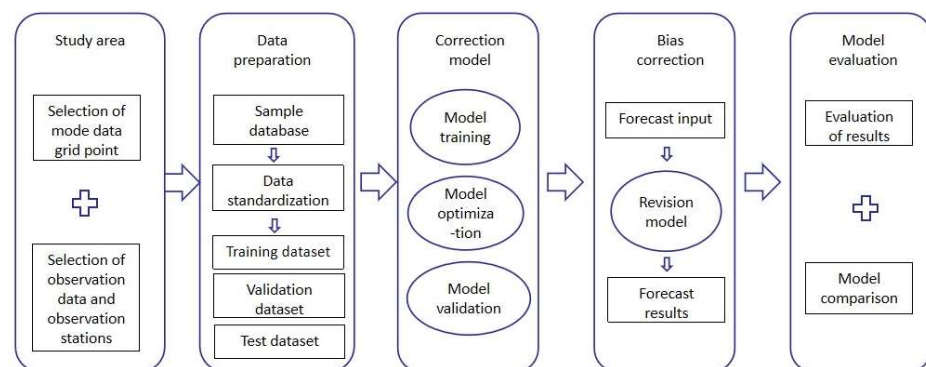 Study area
Selection of
mode data
grid point
Selection of
observation
data and
observation
stations
Data
preparation
Sample
database
Data
standardization
Training dataset
Validation
dataset
Test dataset
Correction
model
Model
training
Model
optimiza
-tion
Model
validation
Bias
correction
Forecast input
Revision
model
Forecast
results
Model
evaluation
Evaluation
of results
Model
comparison